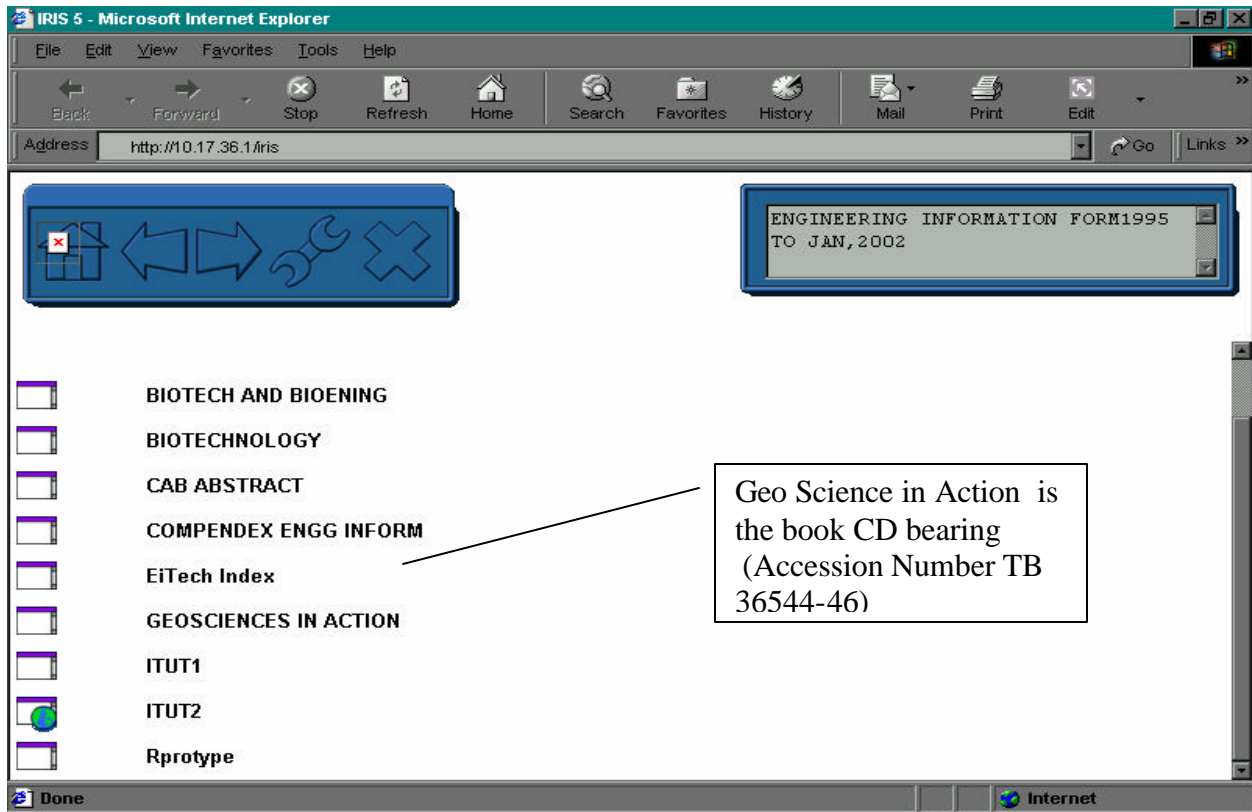 IRIS 5 - Microsoft Internet Explorer
File Edit View Favorites Tools Help
Back Forward Stop Refresh Home Search Favorites History Mail Print Edit »
Address http://10.17.36.1/iris Go Links »
ENGINEERING INFORMATION FORM1995
TO JAN,2002
BIOTECH AND BIOENING
BIOTECHNOLOGY
CAB ABSTRACT
COMPENDEX ENGG INFORM
EiTech Index
GEOSCIENCES IN ACTION
ITUT1
ITUT2
Rprotype
Geo Science in Action is
the book CD bearing
(Accession Number TB
36544-46)
Done Internet